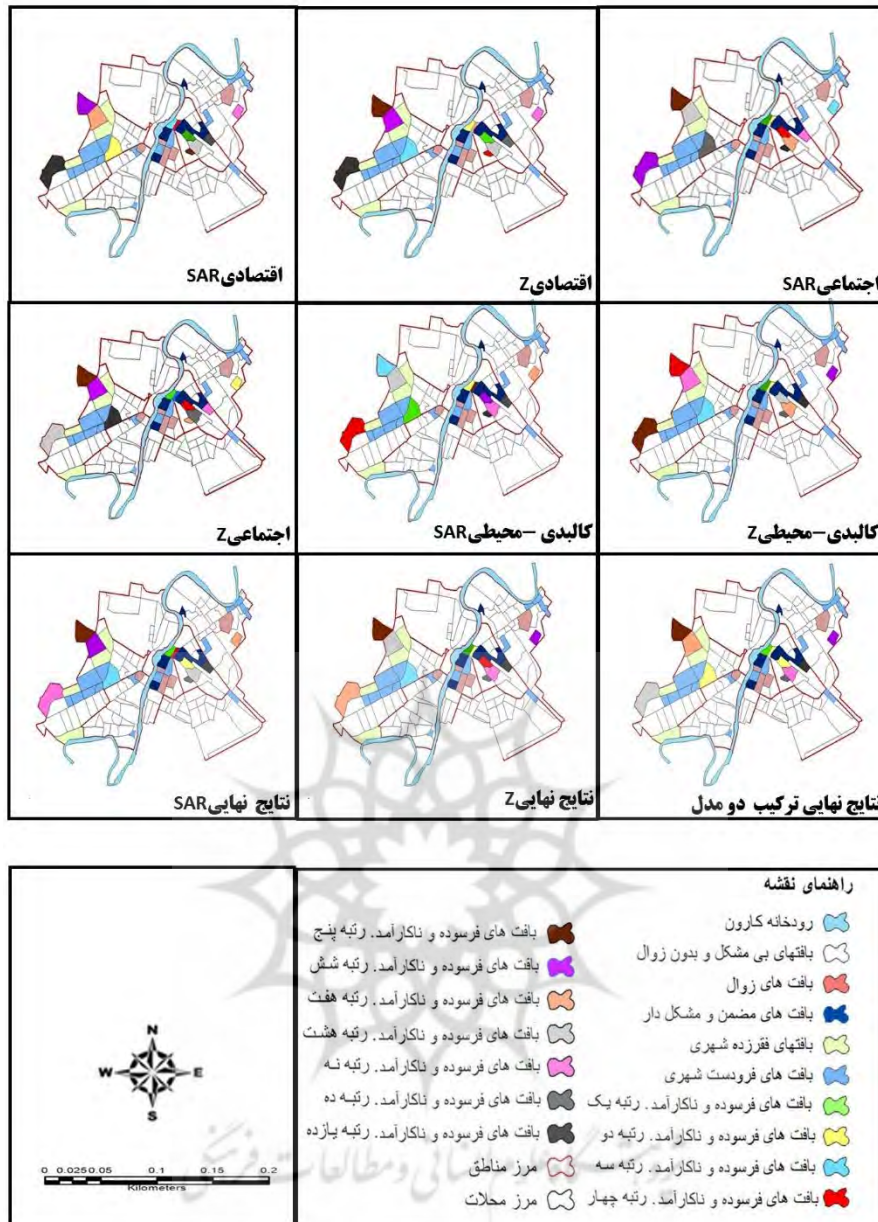 اجتماعیSAR
اقتصادیZ
اقتصادیSAR
کالبدی –محیطیZ
کالبدی –محیطیSAR
اجتماعیZ
نتایج نهایی ترکیب دو مدل
نتایج نهاییZ
نتایج نهاییSAR
راهنمای نقشه
رودخانه کارون
بافتهای بی مشکل و بدون زوال
بافت های زوال
بافت های مضمن و مشکل دار
بافتهای فقرزده شهری
بافت های فرودست شهری
بافت های فرسوده و ناکارآمد. رتبه یک
بافت های فرسوده و ناکارآمد. رتبه دو
بافت های فرسوده و ناکارآمد. رتبه سه
بافت های فرسوده و ناکارآمد. رتبه چهار
بافت های فرسوده و ناکارآمد. رتبه پنج
بافت های فرسوده و ناکارآمد. رتبه شش
بافت های فرسوده و ناکارآمد. رتبه هفت
بافت های فرسوده و ناکارآمد. رتبه هشت
بافت های فرسوده و ناکارآمد. رتبه نه
بافت های فرسوده و ناکارآمد. رتبه ده
بافت های فرسوده و ناکارآمد. رتبه یازده
مرز مناطق
مرز محلات
N
W E
S
0 0.025 0.05 0.1 0.15 0.2
Kilometers